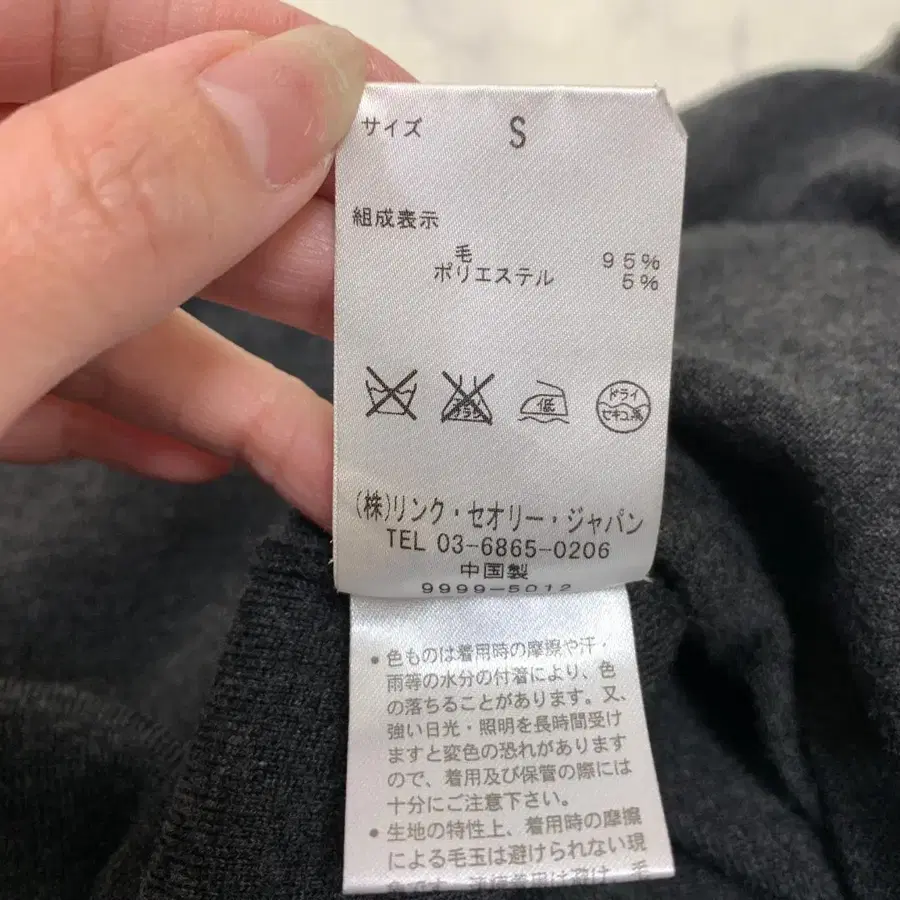 サイズ S
組成表示
毛 95%
ポリエステル 5%
低
ドライ
セキユ系
(株)リンク・セオリー・ジャパン
TEL 03-6865-0206
中国製
9999-5012
•色ものは着用時の摩擦や汗・
雨等の水分の付着により、色
の落ちることがあります。又、
強い日光・照明を長時間受け
ますと変色の恐れがあります
ので、着用及び保管の際には
十分にご注意下さい。
•生地の特性上、着用時の摩擦
による毛玉は避けられない現